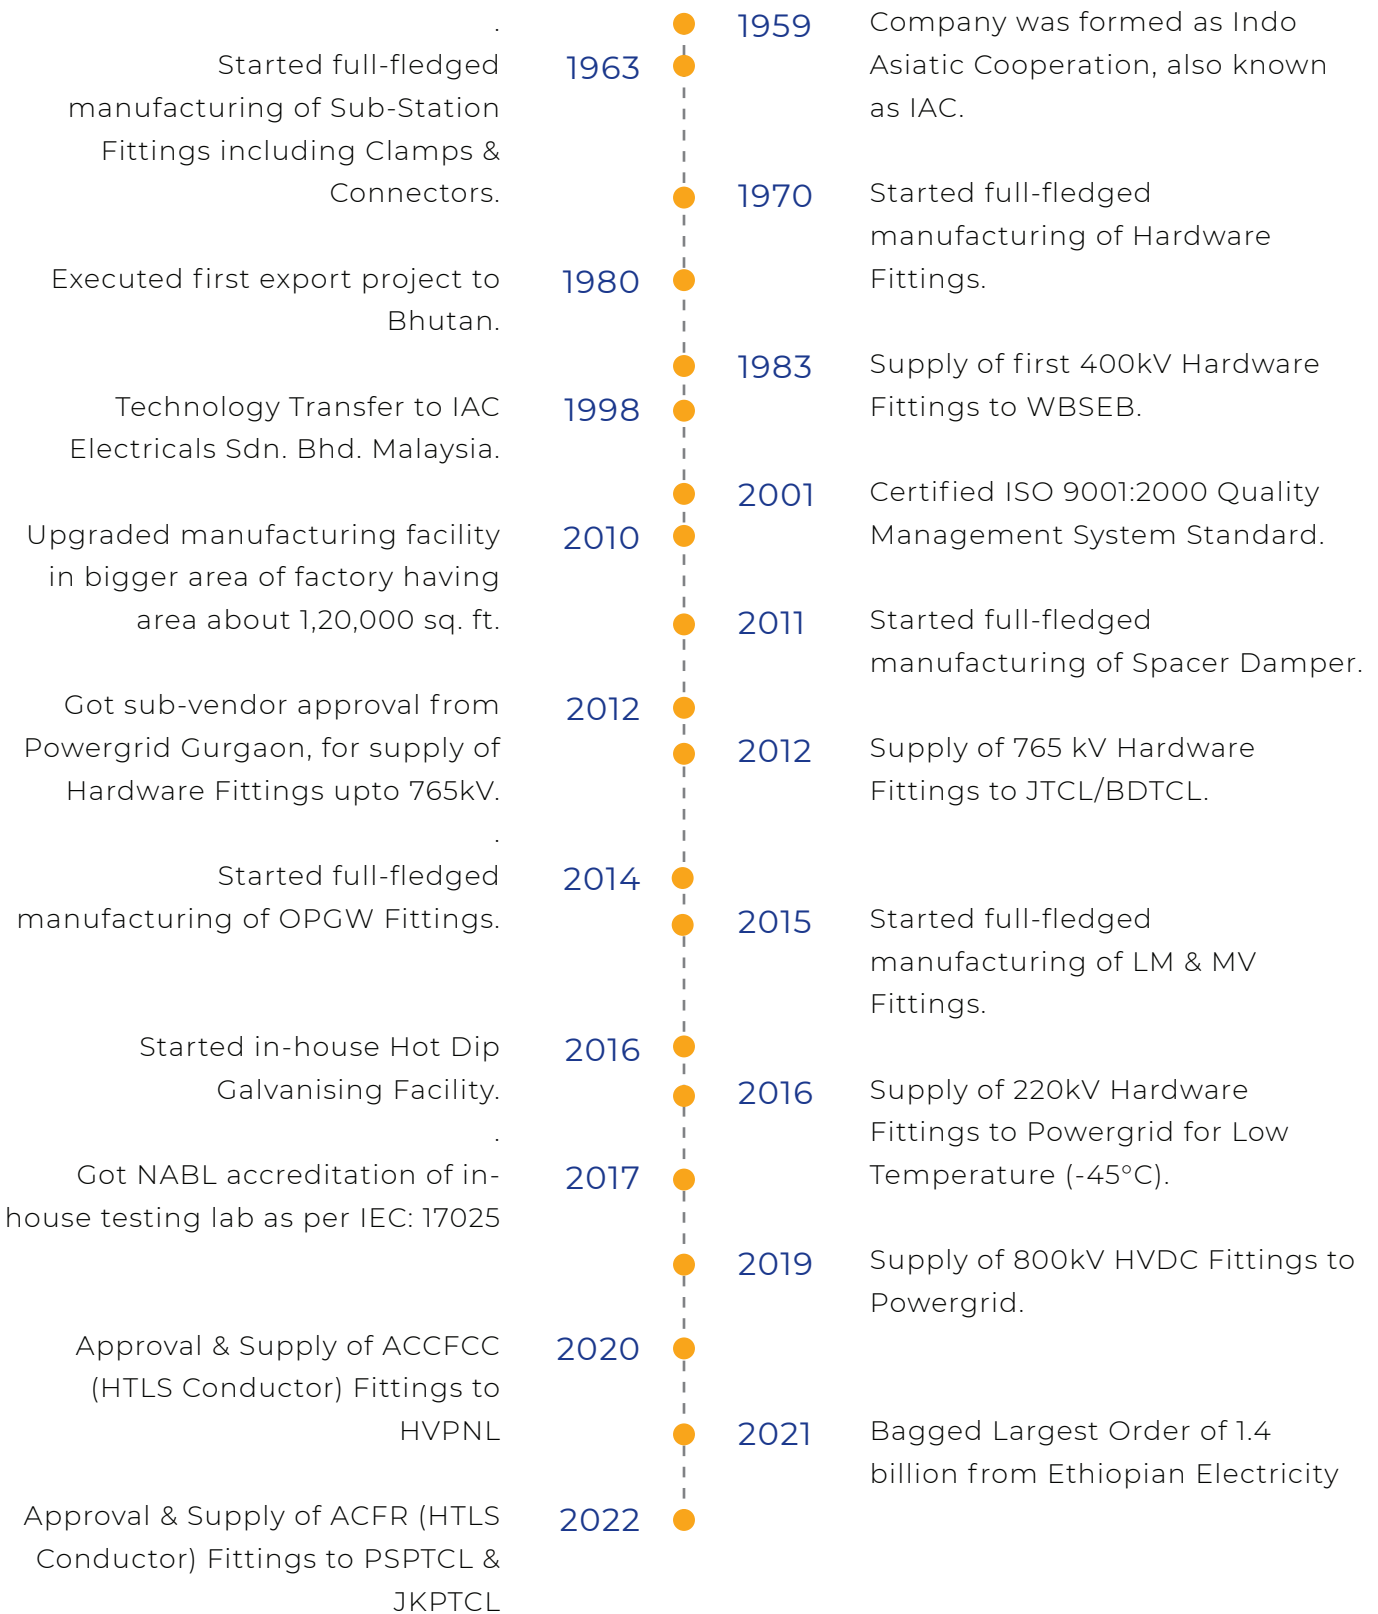 .
1959
Company was formed as Indo
Asiatic Cooperation, also known
as IAC.
1963
Started full-fledged
manufacturing of Sub-Station
Fittings including Clamps &
Connectors.
1970
Started full-fledged
manufacturing of Hardware
Fittings.
1980
Executed first export project to
Bhutan.
1983
Supply of first 400kV Hardware
Fittings to WBSEB.
1998
Technology Transfer to IAC
Electricals Sdn. Bhd. Malaysia.
2001
Certified ISO 9001:2000 Quality
Management System Standard.
2010
Upgraded manufacturing facility
in bigger area of factory having
area about 1,20,000 sq. ft.
2011
Started full-fledged
manufacturing of Spacer Damper.
2012
Got sub-vendor approval from
Powergrid Gurgaon, for supply of
Hardware Fittings upto 765kV.
.
2012
Supply of 765 kV Hardware
Fittings to JTCL/BDTCL.
2014
Started full-fledged
manufacturing of OPGW Fittings.
2015
Started full-fledged
manufacturing of LM & MV
Fittings.
2016
Started in-house Hot Dip
Galvanising Facility.
.
2016
Supply of 220kV Hardware
Fittings to Powergrid for Low
Temperature (-45°C).
2017
Got NABL accreditation of in-
house testing lab as per IEC: 17025
2019
Supply of 800kV HVDC Fittings to
Powergrid.
2020
Approval & Supply of ACCFCC
(HTLS Conductor) Fittings to
HVPNL
2021
Bagged Largest Order of 1.4
billion from Ethiopian Electricity
2022
Approval & Supply of ACFR (HTLS
Conductor) Fittings to PSPTCL &
JKPTCL